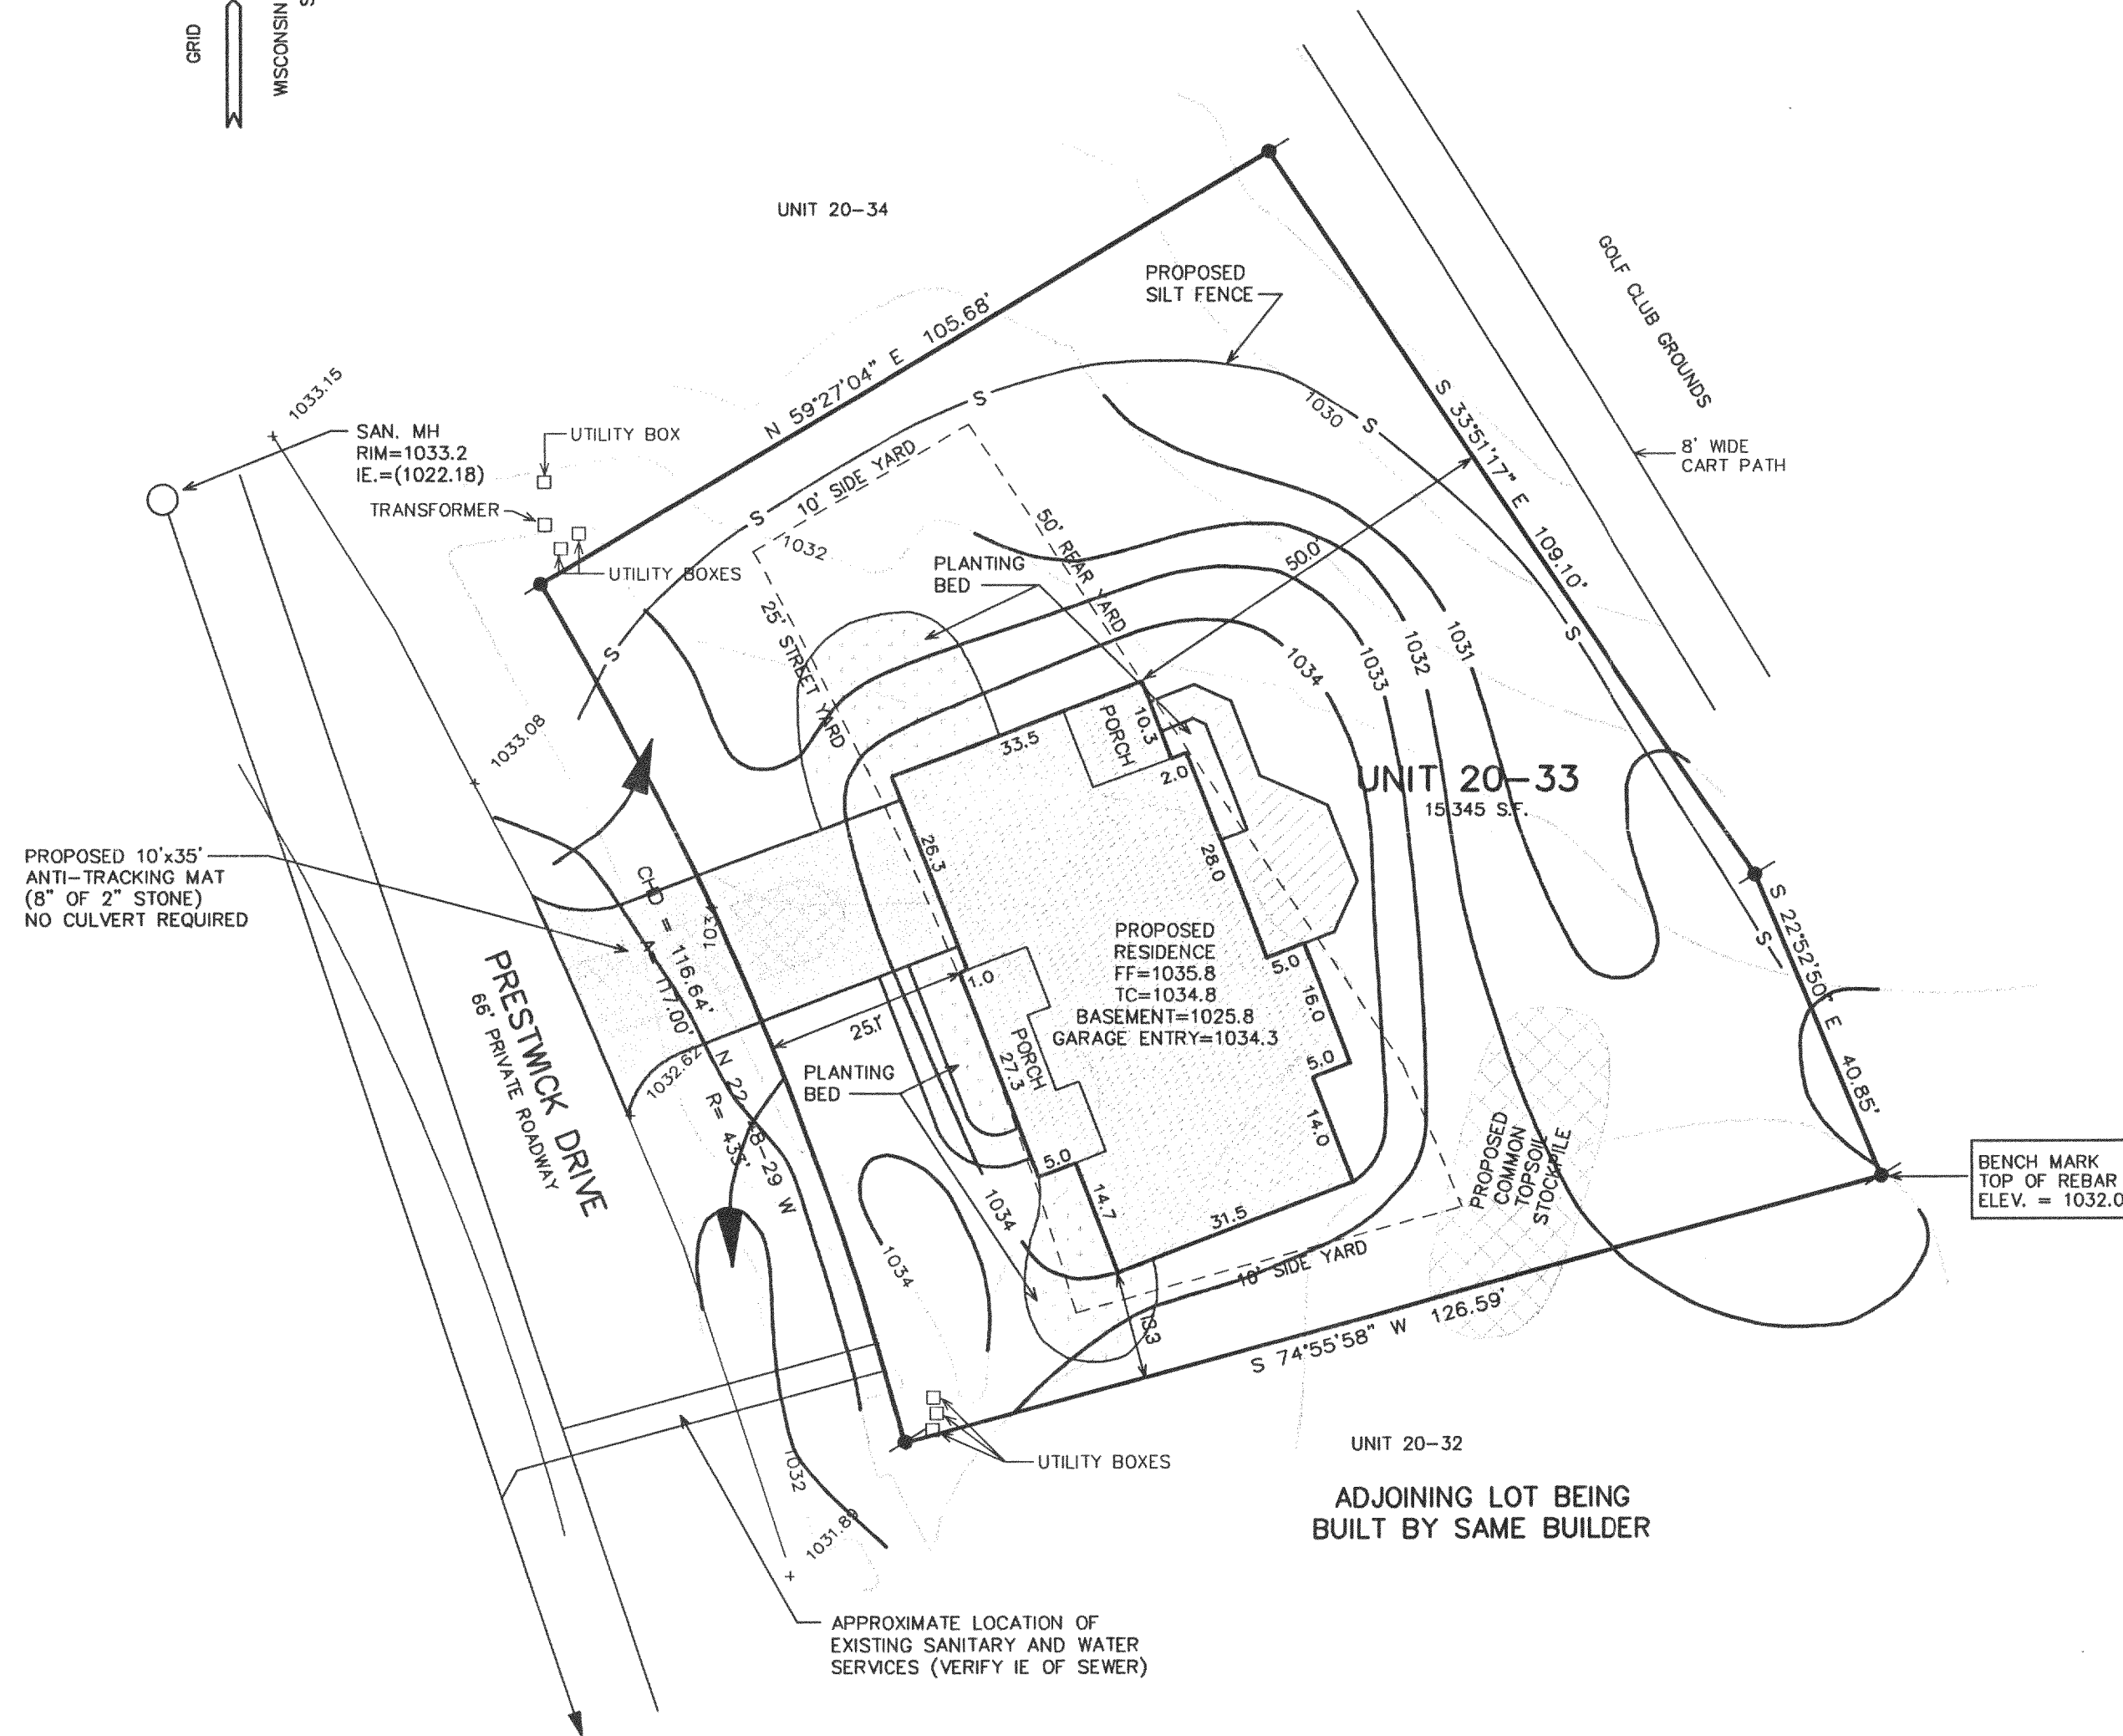 GRID
WISCONSIN
UNIT 20-34
PROPOSED
SILT FENCE
GOLF CLUB GROUNDS
8' WIDE
CART PATH
N 59°27'04" E 105.68'
S 33°51'17" E 109.10'
1033.15
SAN. MH
RIM=1033.2
IE.=(1022.18)
UTILITY BOX
TRANSFORMER
UTILITY BOXES
S
S
S
S
S
S
1030
10' SIDE YARD
1032
50' REAR YARD
50.0'
PLANTING
BED
25' STREET YARD
1034
1033
1032
1031
1033.08
33.5
PORCH
10.3
2.0
UNIT 20-33
15,345 S.F.
PROPOSED 10'x35'
ANTI-TRACKING MAT
(8" OF 2" STONE)
NO CULVERT REQUIRED
26.3
28.0
CHD = 116.64'
A = 117.00'
1033
N 22-48-29 W
R= 433'
S 22°52'50" E 40.85'
PROPOSED
RESIDENCE
FF=1035.8
TC=1034.8
BASEMENT=1025.8
GARAGE ENTRY=1034.3
1.0
5.0
16.0
25.1'
PORCH
27.3
5.0
14.0
PRESTWICK DRIVE
66' PRIVATE ROADWAY
1032.62
PLANTING
BED
5.0
14.7
31.5
1034
1034
10' SIDE YARD
13.3
PROPOSED
COMMON
TOPSOIL
STOCKPILE
BENCH MARK
TOP OF REBAR
ELEV. = 1032.0
S 74°55'58" W 126.59'
UTILITY BOXES
UNIT 20-32
ADJOINING LOT BEING
BUILT BY SAME BUILDER
1032
1031.89
APPROXIMATE LOCATION OF
EXISTING SANITARY AND WATER
SERVICES (VERIFY IE OF SEWER)